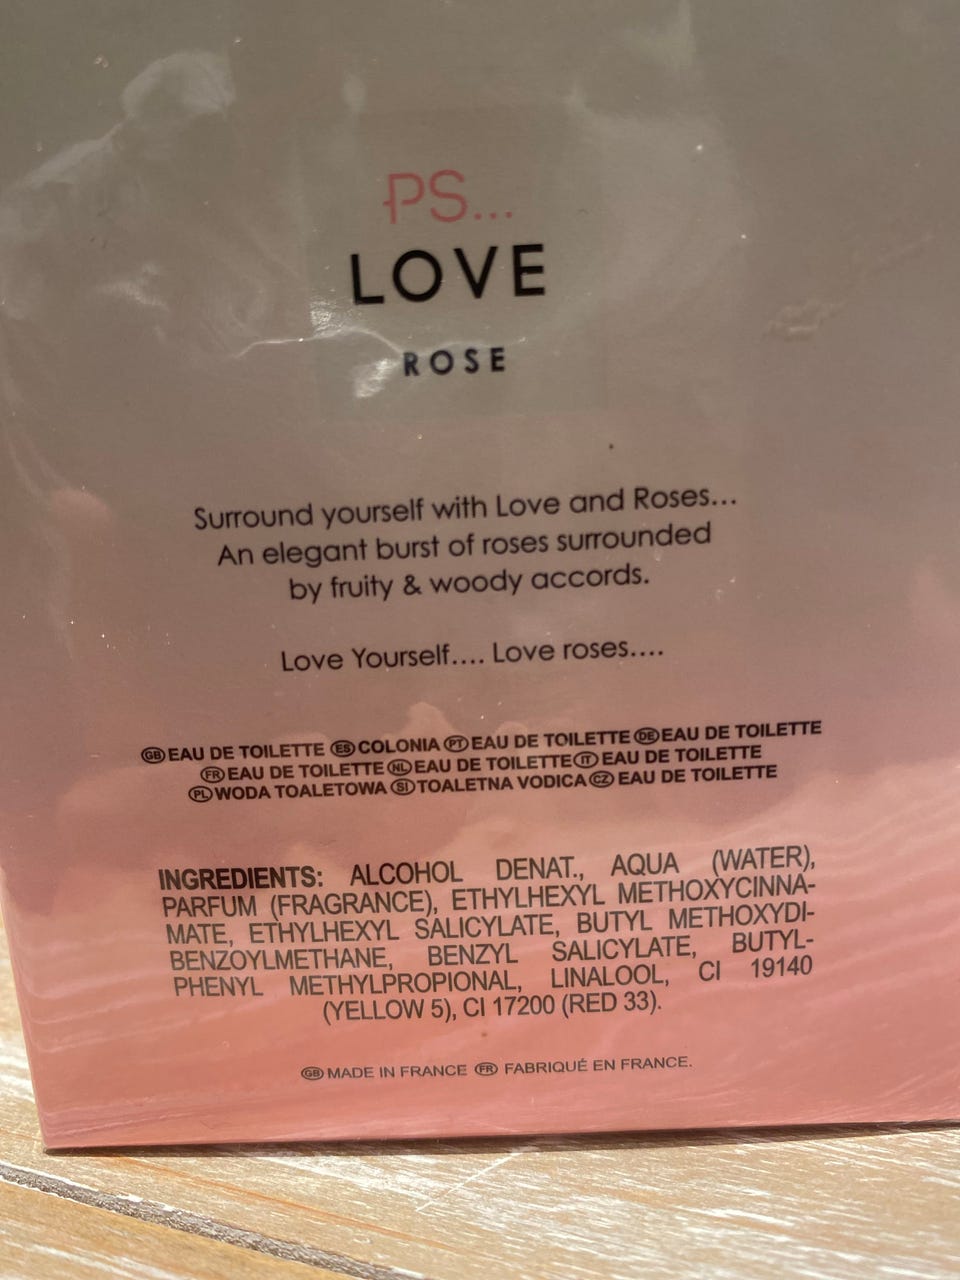 PS...
LOVE
ROSE
Surround yourself with Love and Roses...
An elegant burst of roses surrounded
by fruity & woody accords.
Love Yourself.... Love roses....
GB EAU DE TOILETTE ES COLONIA PT EAU DE TOILETTE DE EAU DE TOILETTE
FR EAU DE TOILETTE NL EAU DE TOILETTE IT EAU DE TOILETTE
PL WODA TOALETOWA SI TOALETNA VODICA CZ EAU DE TOILETTE
INGREDIENTS: ALCOHOL DENAT., AQUA (WATER),
PARFUM (FRAGRANCE), ETHYLHEXYL METHOXYCINNA-
MATE, ETHYLHEXYL SALICYLATE, BUTYL METHOXYDI-
BENZOYLMETHANE, BENZYL SALICYLATE, BUTYL-
PHENYL METHYLPROPIONAL, LINALOOL, CI 19140
(YELLOW 5), CI 17200 (RED 33).
GB MADE IN FRANCE FR FABRIQUÉ EN FRANCE.